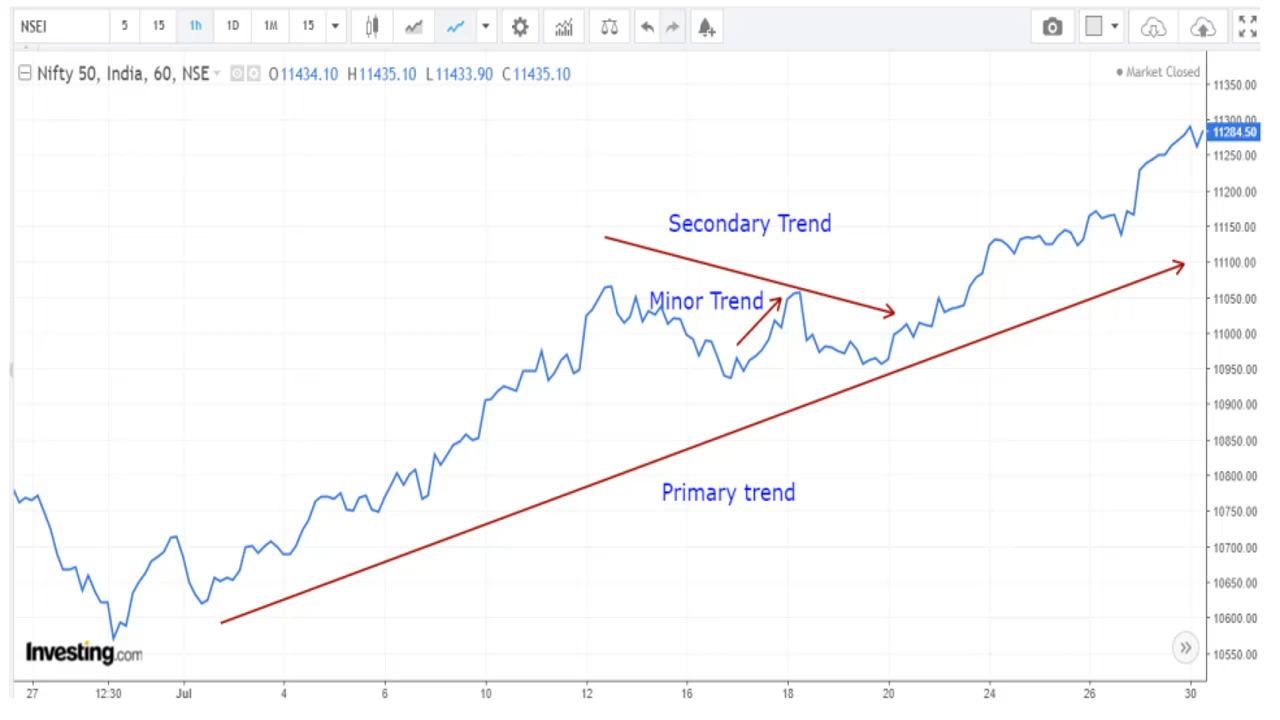 NSEI 5 15 1h 1D 1M 15
Nifty 50, India, 60, NSE O11434.10 H11435.10 L11433.90 C11435.10
Market Closed
11350.00
11300.00
11284.50
11250.00
11200.00
Secondary Trend
11150.00
11100.00
Minor Trend
11050.00
11000.00
10950.00
10900.00
10850.00
10800.00
Primary trend
10750.00
10700.00
10650.00
10600.00
Investing.com
10550.00
27 12:30 Jul 4 6 10 12 16 18 20 24 26 30